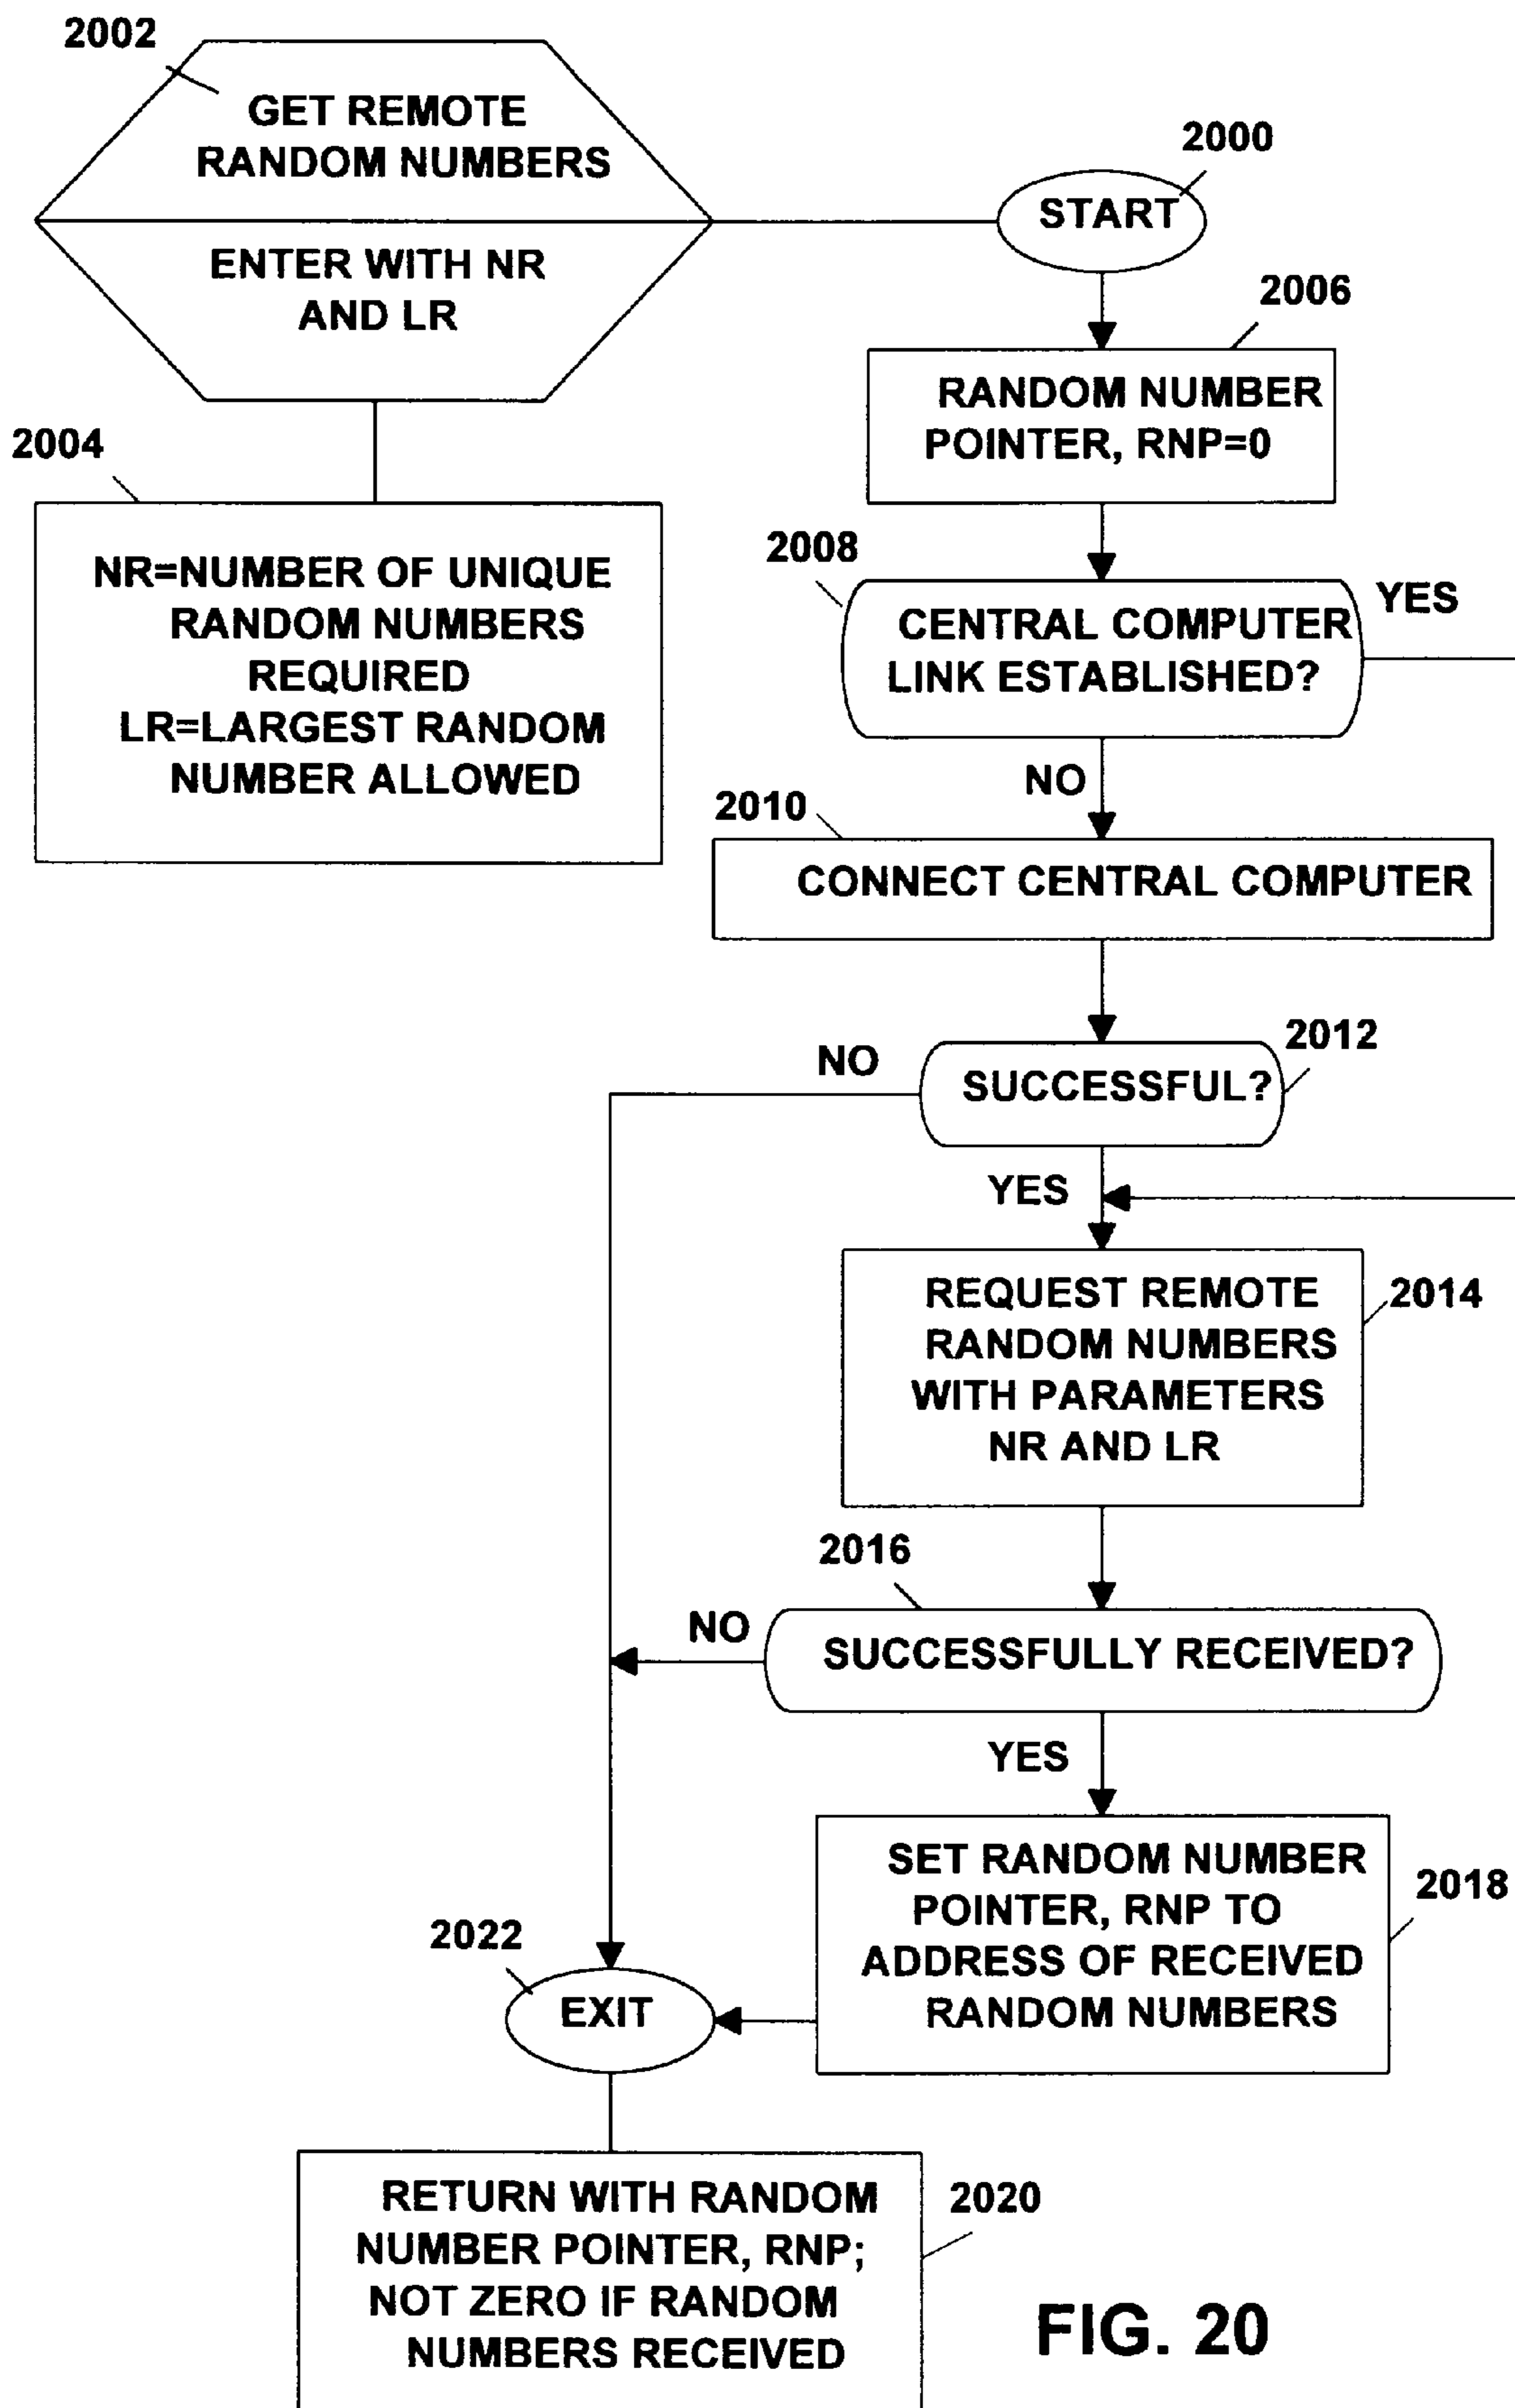 2002
GET REMOTE
RANDOM NUMBERS
ENTER WITH NR
AND LR
2000
START
2006
RANDOM NUMBER
POINTER, RNP=0
2004
NR=NUMBER OF UNIQUE
RANDOM NUMBERS
REQUIRED
LR=LARGEST RANDOM
NUMBER ALLOWED
2008
CENTRAL COMPUTER
LINK ESTABLISHED?
YES
NO
2010
CONNECT CENTRAL COMPUTER
2012
SUCCESSFUL?
NO
YES
REQUEST REMOTE
RANDOM NUMBERS
WITH PARAMETERS
NR AND LR
2014
2016
SUCCESSFULLY RECEIVED?
NO
YES
SET RANDOM NUMBER
POINTER, RNP TO
ADDRESS OF RECEIVED
RANDOM NUMBERS
2018
2022
EXIT
RETURN WITH RANDOM
NUMBER POINTER, RNP;
NOT ZERO IF RANDOM
NUMBERS RECEIVED
2020
FIG. 20